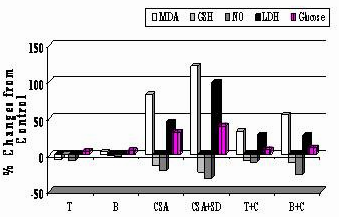 MDA GSH NO LDH Glucose
% Changes from
Control
150
100
50
0
-50
T B CSA CSA+SD T+C B+C